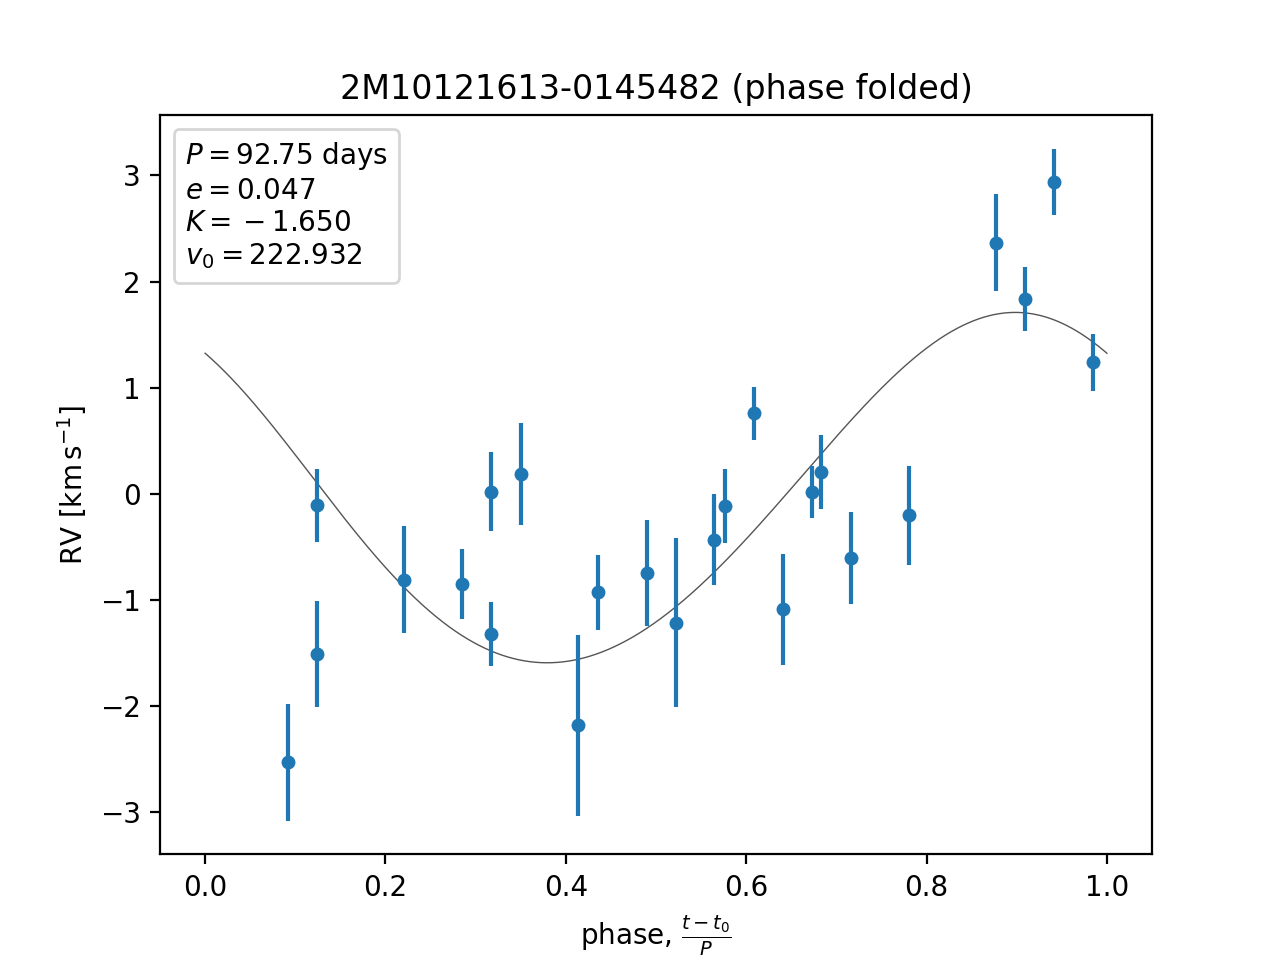 2M10121613-0145482 (phase folded)
P = 92.75 days
e = 0.047
K = −1.650
v₀ = 222.932
3
2
1
0
−1
−2
−3
RV [km s⁻¹]
0.0 0.2 0.4 0.6 0.8 1.0
phase, (t − t₀)/P